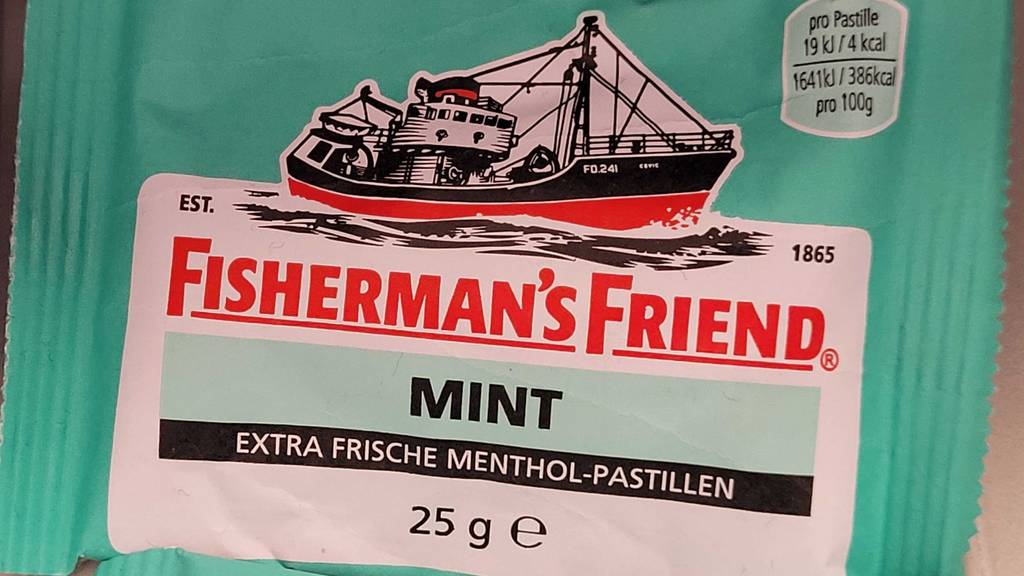 pro Pastille
19 kJ / 4 kcal
1641kJ / 386kcal
pro 100g
FD.241 CEVIC
EST. 1865
FISHERMAN'S FRIEND®
MINT
EXTRA FRISCHE MENTHOL-PASTILLEN
25 g ℮